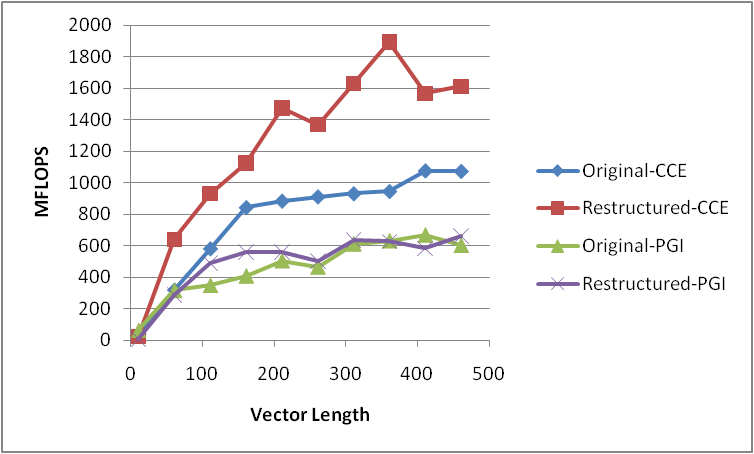 2000
1800
1600
1400
1200
1000
800
600
400
200
0
MFLOPS
0 100 200 300 400 500
Vector Length
Original-CCE
Restructured-CCE
Original-PGI
Restructured-PGI